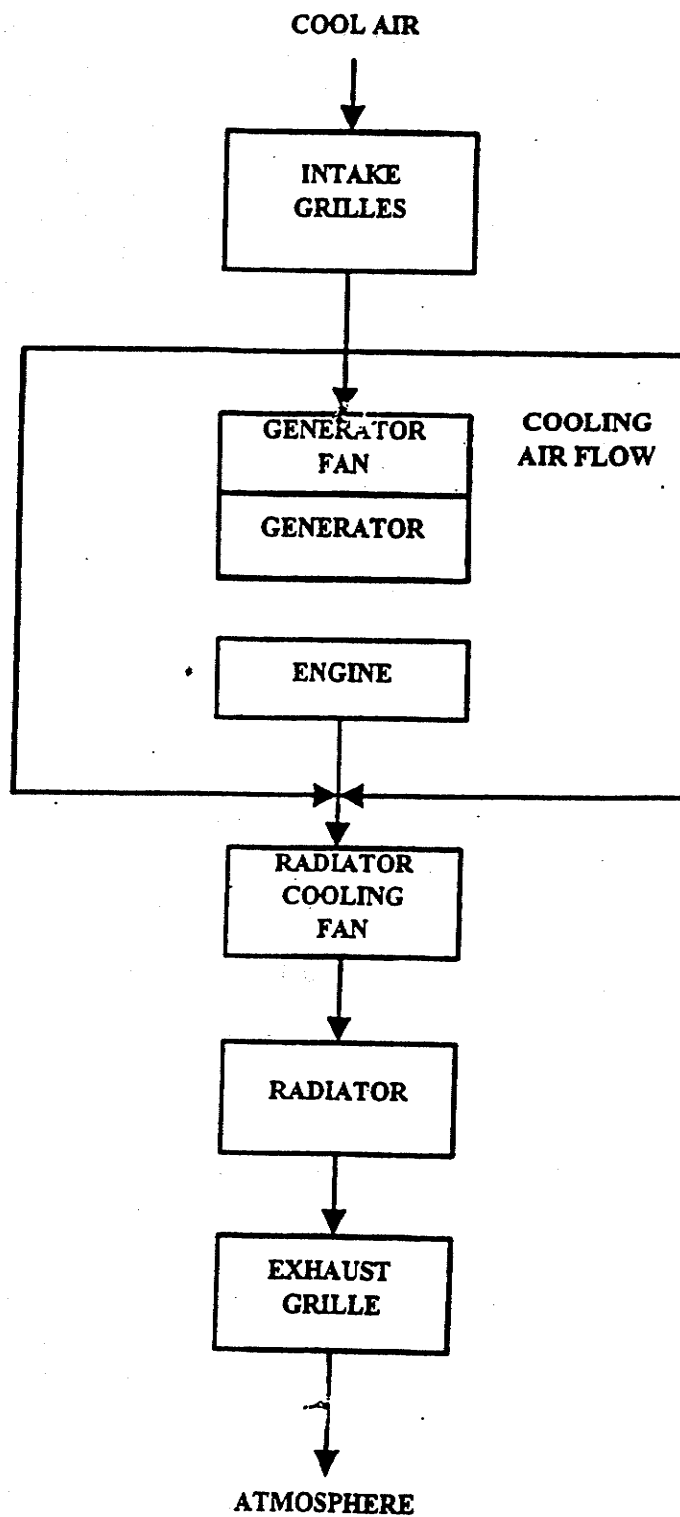 COOL AIR
INTAKE
GRILLES
GENERATOR
FAN
COOLING
AIR FLOW
GENERATOR
ENGINE
RADIATOR
COOLING
FAN
RADIATOR
EXHAUST
GRILLE
ATMOSPHERE